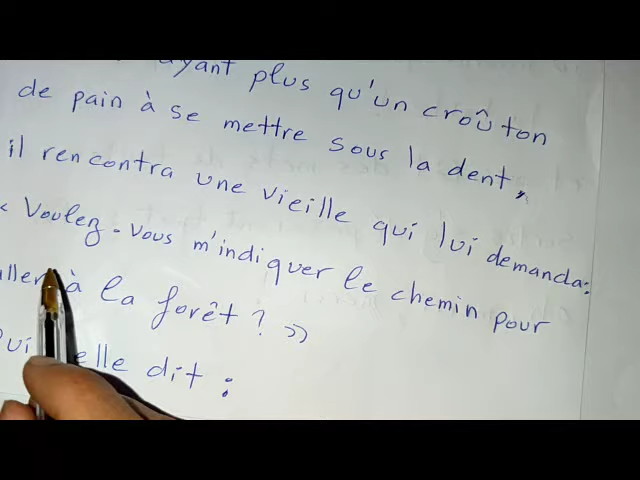 ayant plus qu'un croûton
de pain à se mettre sous la dent,
il rencontra une vieille qui lui demanda:
« Voulez-vous m'indiquer le chemin pour
aller à la forêt ? »
elle dit :